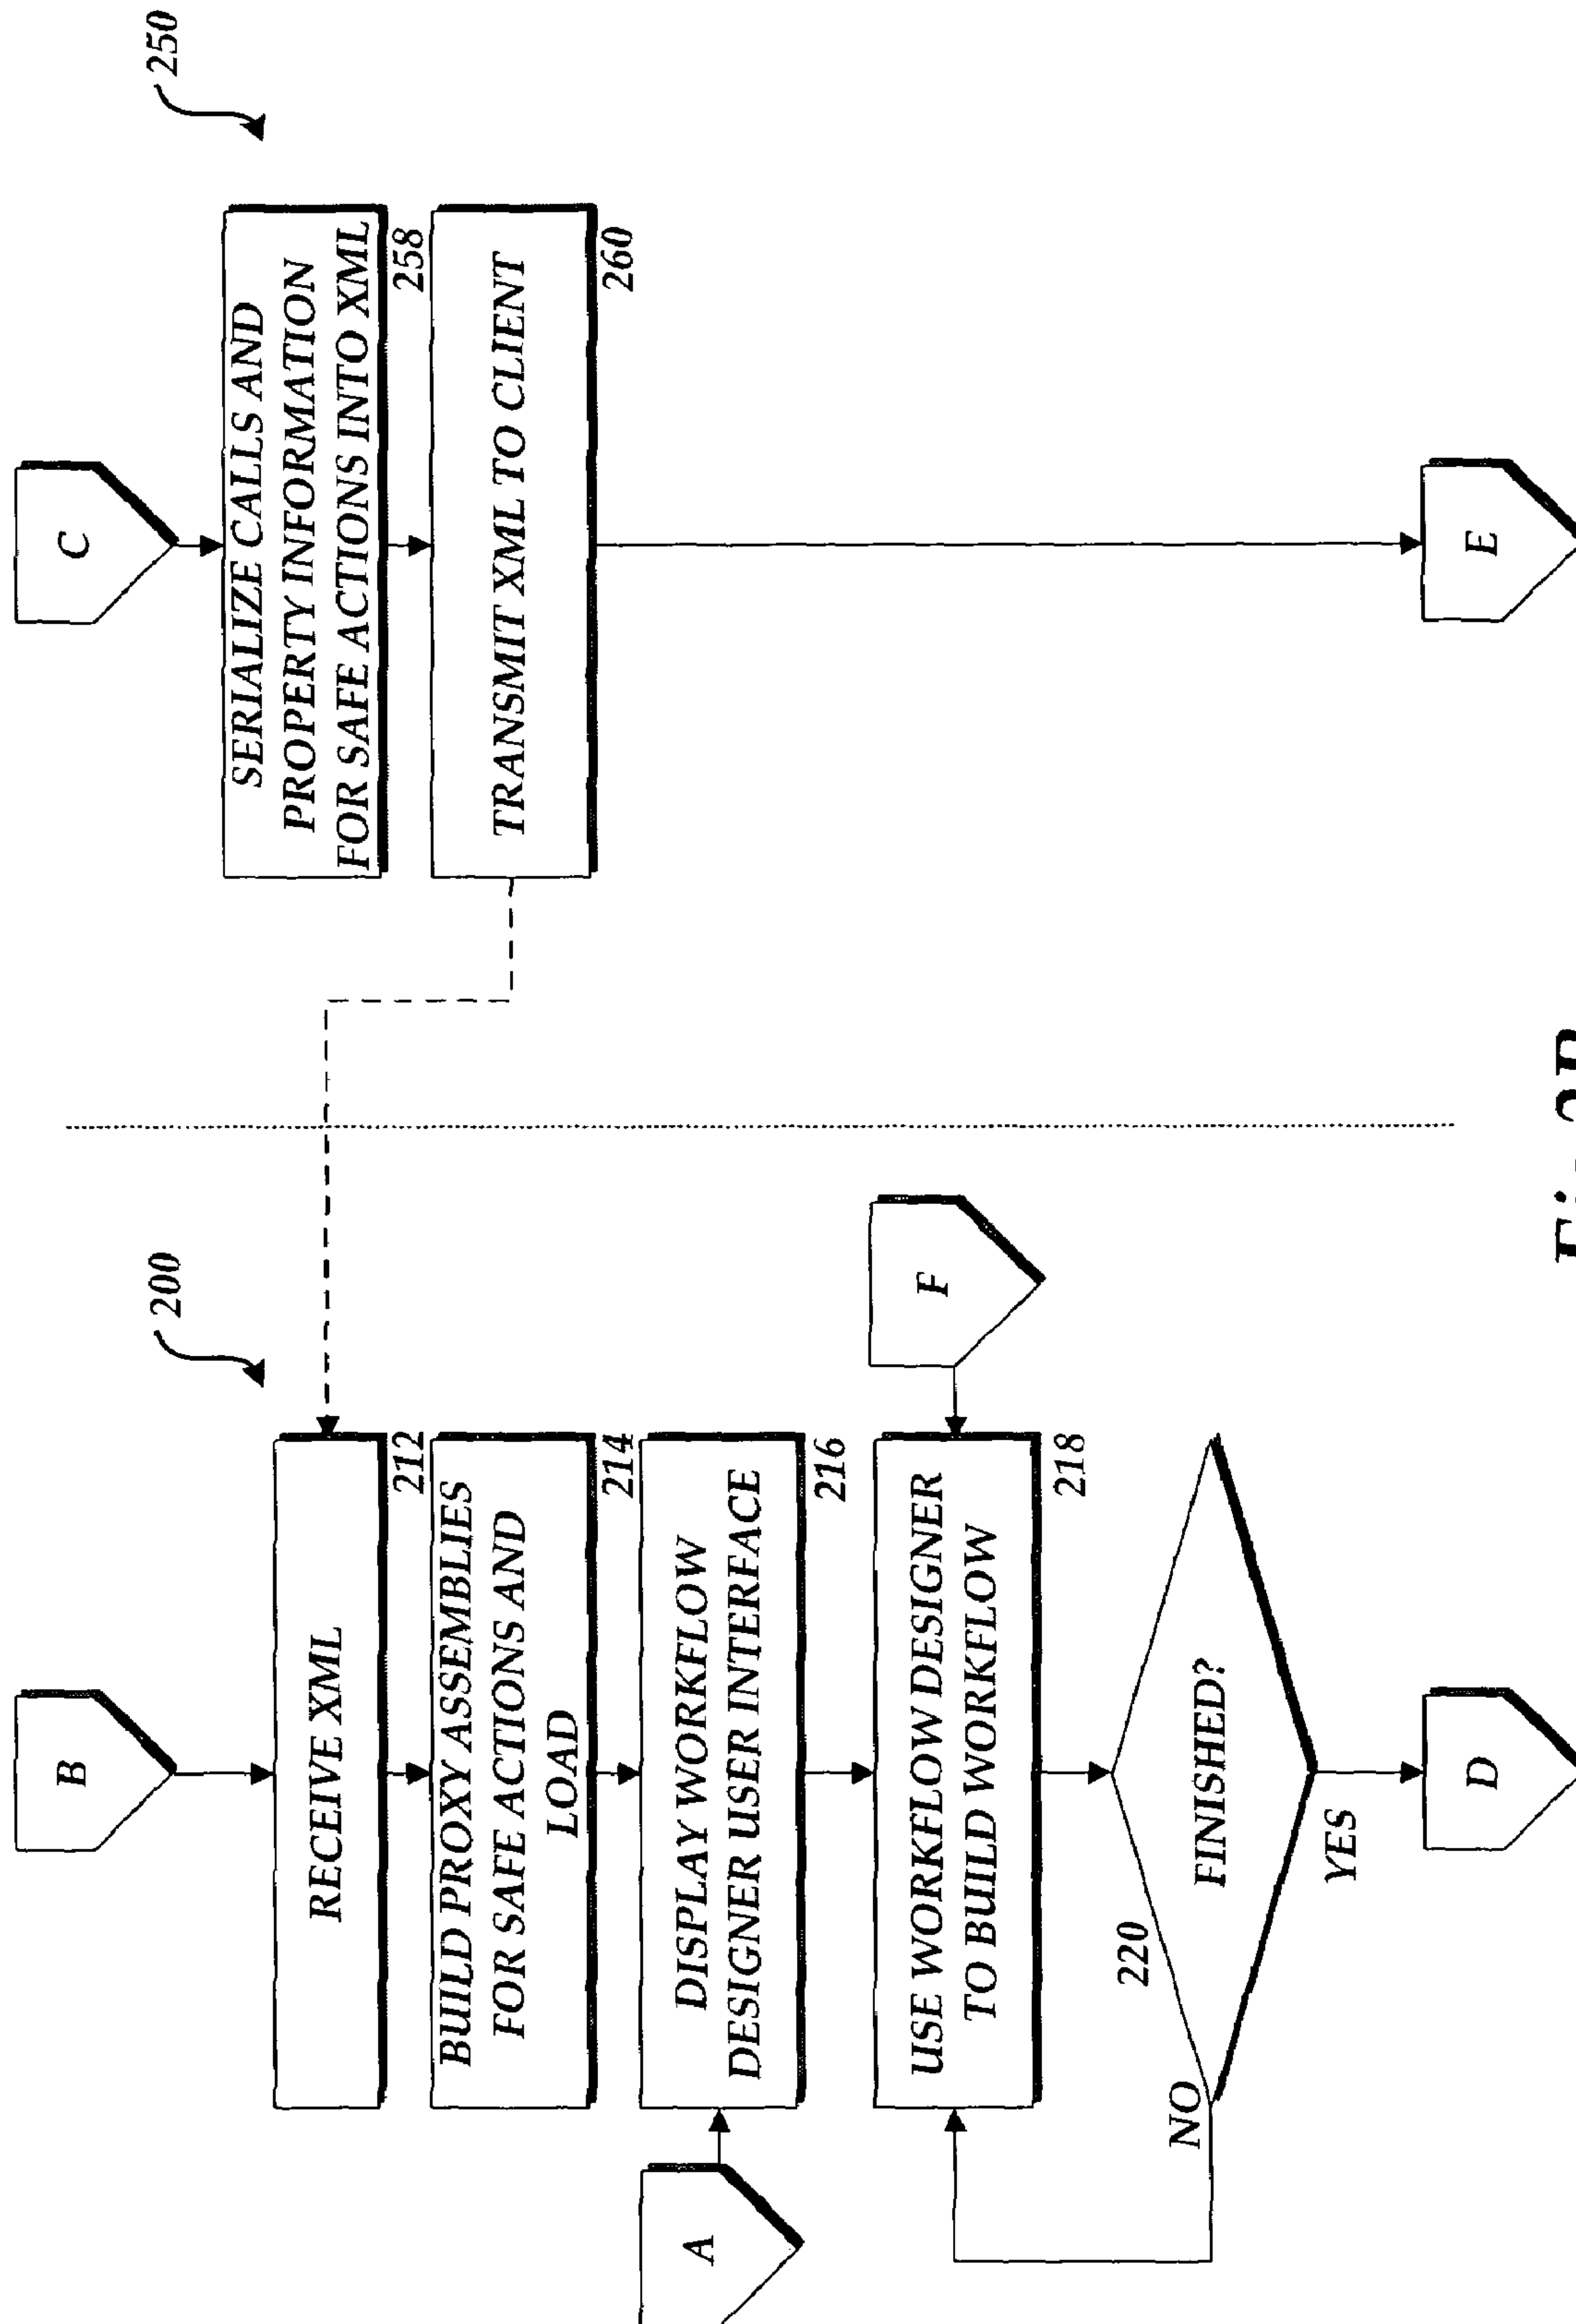 B
200
RECEIVE XML
212
BUILD PROXY ASSEMBLIES
FOR SAFE ACTIONS AND
LOAD
214
A
DISPLAY WORKFLOW
DESIGNER USER INTERFACE
216
F
USE WORKFLOW DESIGNER
TO BUILD WORKFLOW
218
220
FINISHED?
NO
YES
D
C
250
SERIALIZE CALLS AND
PROPERTY INFORMATION
FOR SAFE ACTIONS INTO XML
258
TRANSMIT XML TO CLIENT
260
E